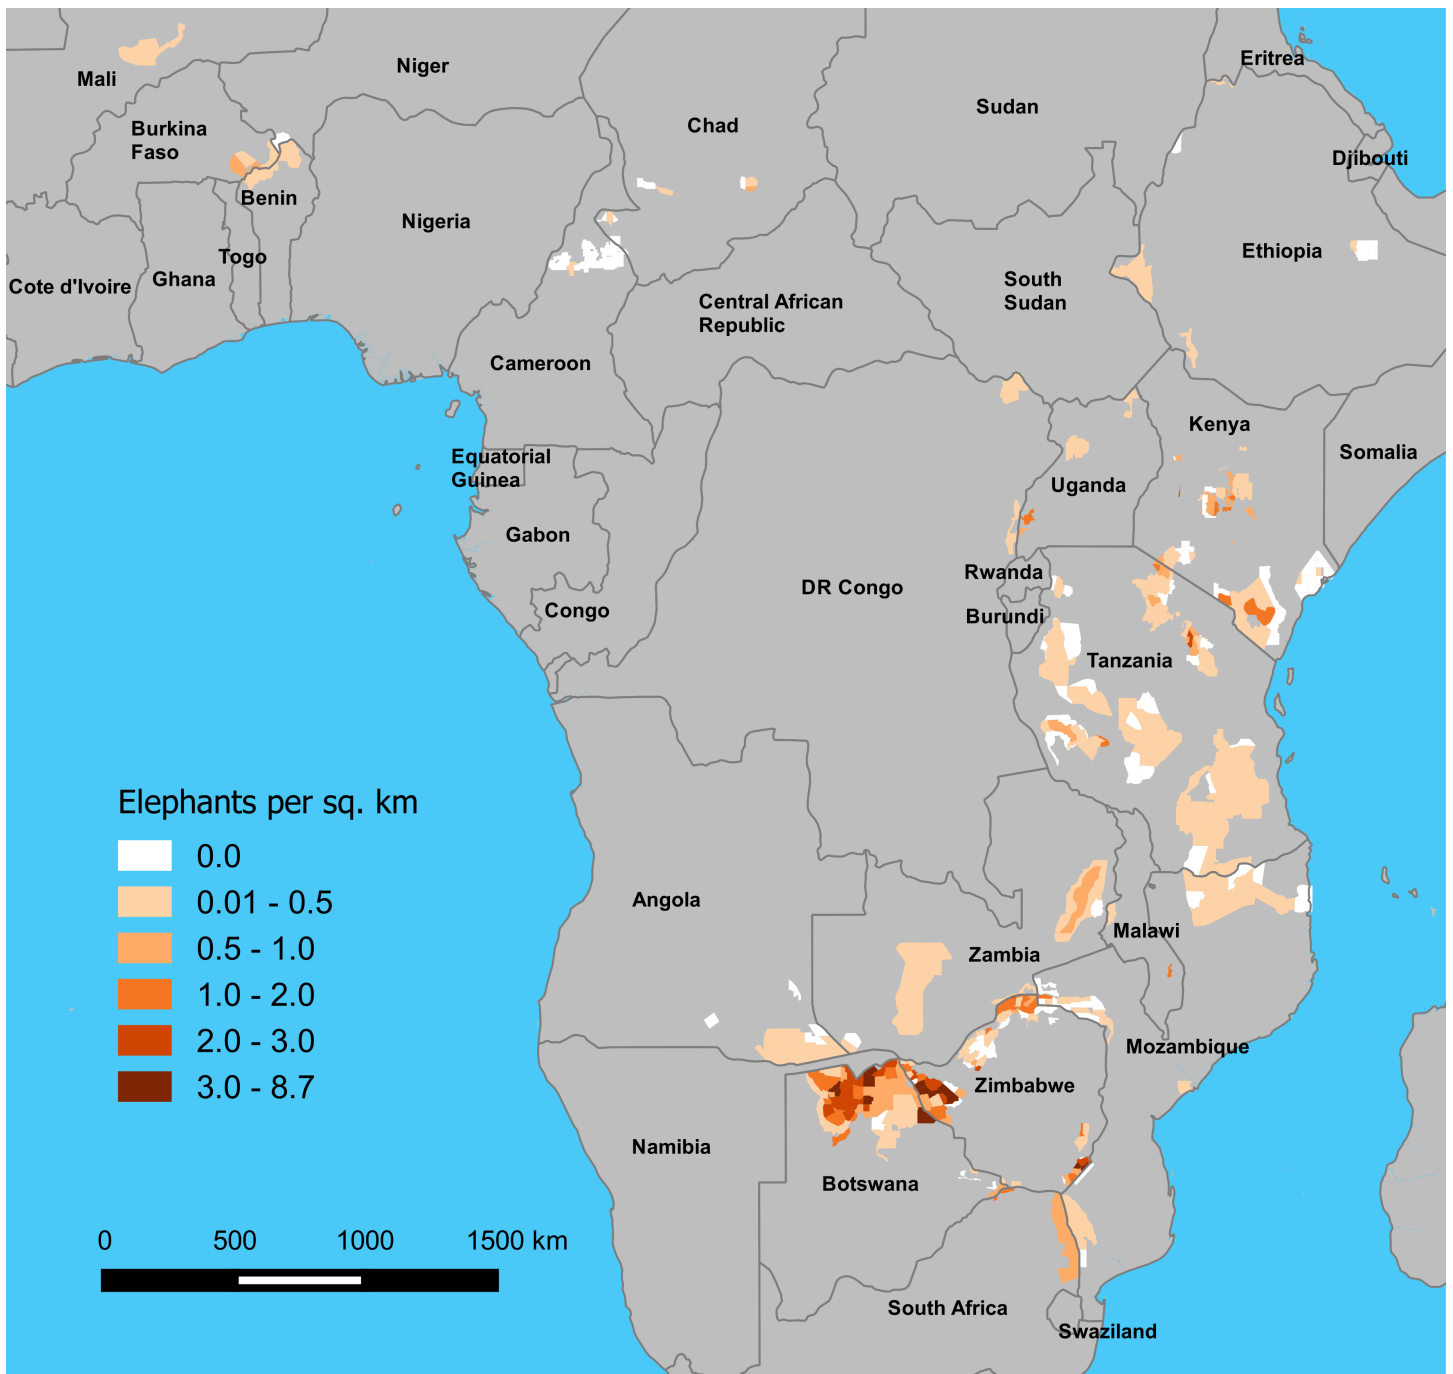 Eritrea
Niger
Mali
Sudan
Chad
Burkina
Faso
Djibouti
Benin
Nigeria
Ethiopia
Togo
Ghana
Cote d'Ivoire
South
Sudan
Central African
Republic
Cameroon
Kenya
Somalia
Equatorial
Guinea
Uganda
Gabon
Rwanda
DR Congo
Congo
Burundi
Tanzania
Elephants per sq. km
0.0
0.01 - 0.5
0.5 - 1.0
1.0 - 2.0
2.0 - 3.0
3.0 - 8.7
Angola
Malawi
Zambia
Mozambique
Zimbabwe
Namibia
Botswana
0 500 1000 1500 km
South Africa
Swaziland